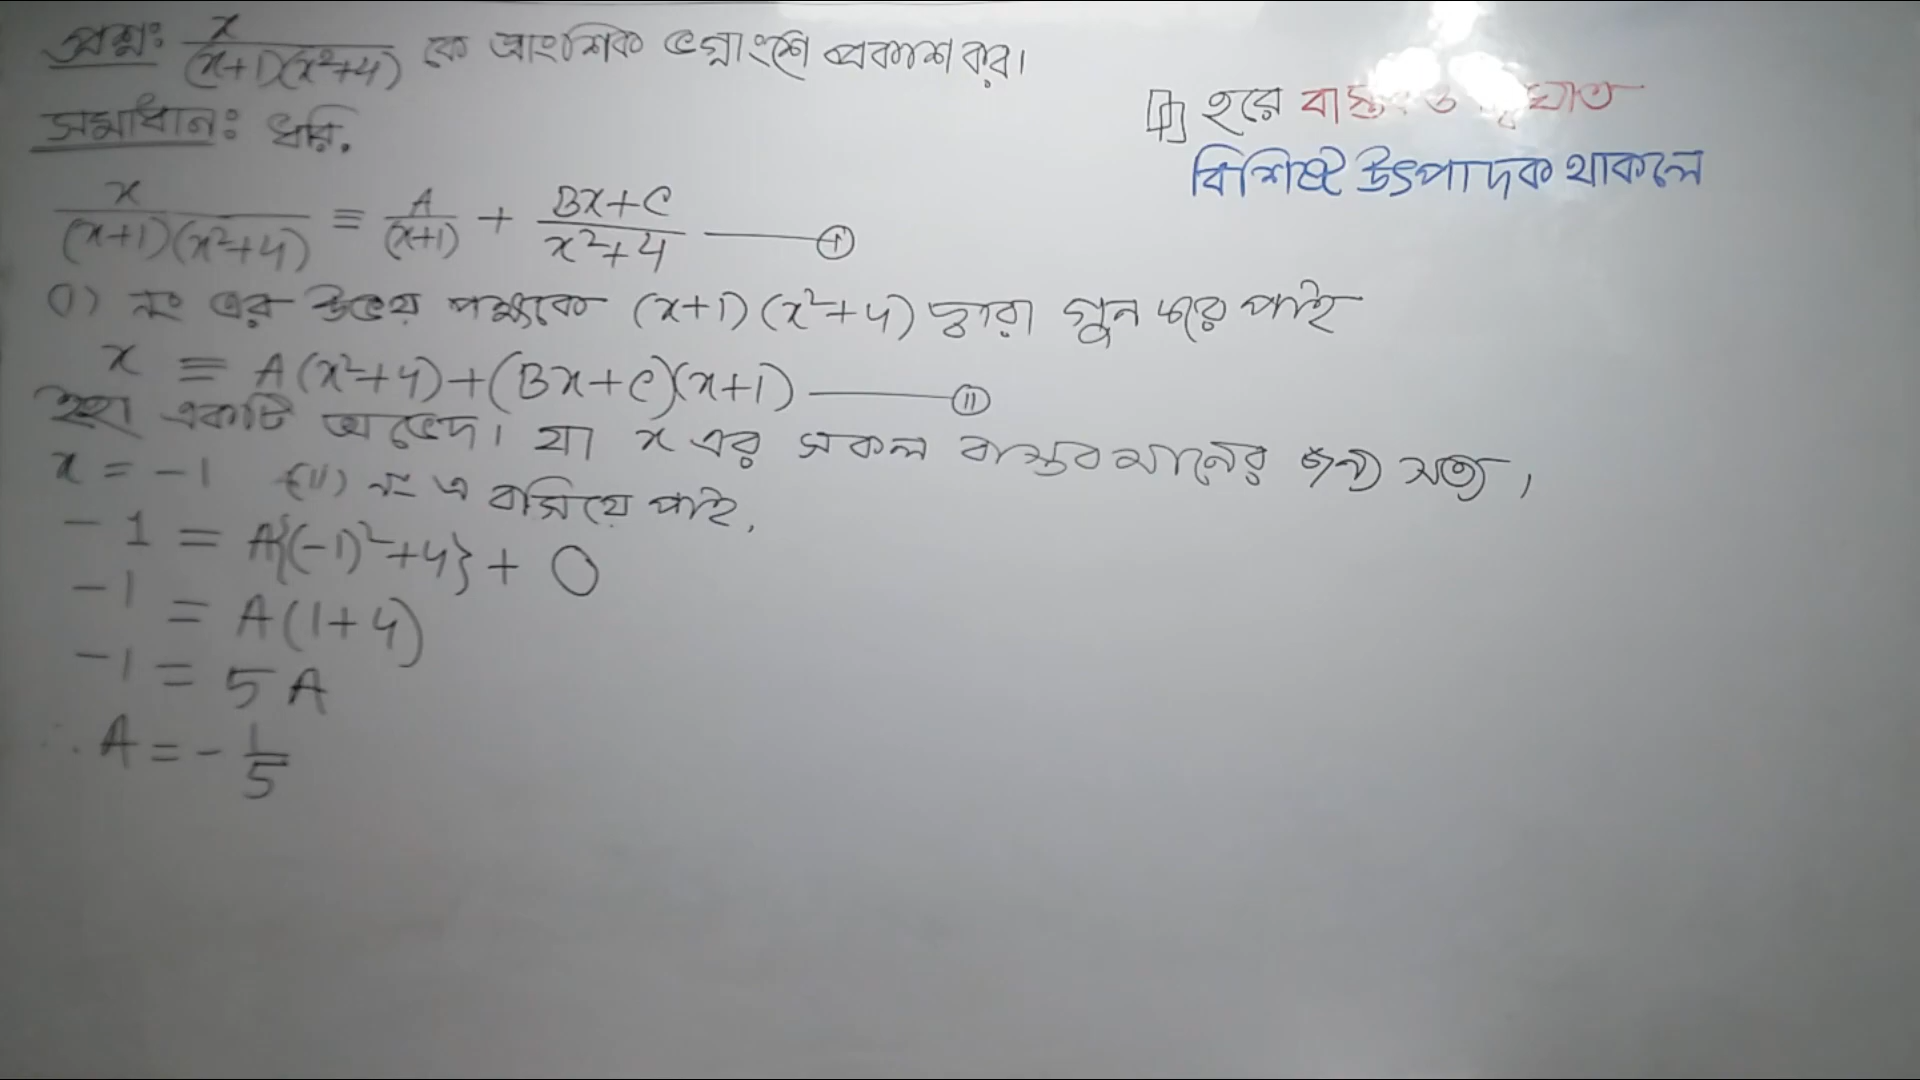 প্রশ্ন: x/(x+1)(x²+4) কে আংশিক ভগ্নাংশে প্রকাশ কর।
সমাধান: ধরি,
x/(x+1)(x²+4) ≡ A/(x+1) + Bx+C/x²+4 —— (i)
(i) নং এর উভয় পক্ষকে (x+1)(x²+4) দ্বারা গুন করে পাই
x ≡ A(x²+4)+(Bx+C)(x+1) —— (ii)
ইহা একটি অভেদ। যা x এর সকল বাস্তব মানের জন্য সত্য,
x = -1 (ii) নং এ বসিয়ে পাই,
-1 = A{(-1)²+4} + 0
-1 = A(1+4)
-1 = 5A
∴ A = -1/5
হরে বাস্তব ও ঘাত
বিশিষ্ট উৎপাদক থাকলে